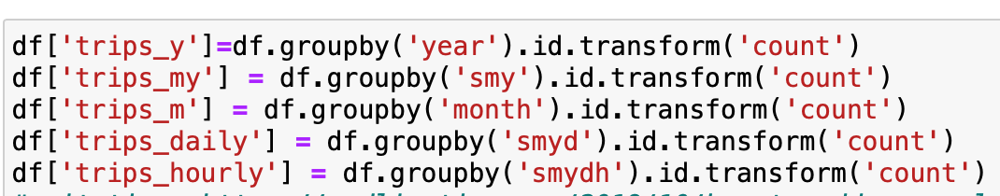 df['trips_y']=df.groupby('year').id.transform('count')
df['trips_my'] = df.groupby('smy').id.transform('count')
df['trips_m'] = df.groupby('month').id.transform('count')
df['trips_daily'] = df.groupby('smyd').id.transform('count')
df['trips_hourly'] = df.groupby('smydh').id.transform('count')